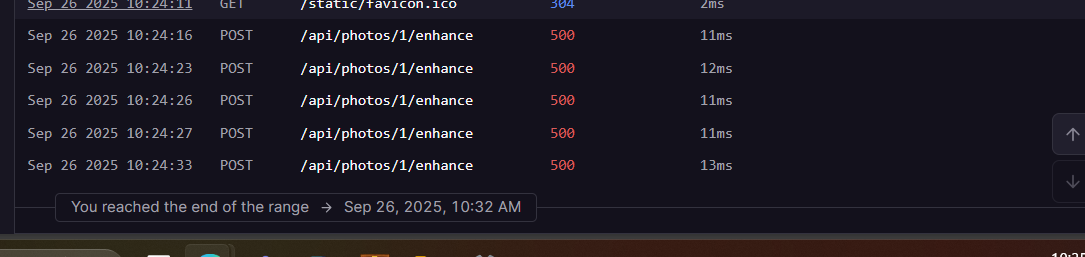 Sep 26 2025 10:24:11 GET /static/favicon.ico 304 2ms
Sep 26 2025 10:24:16 POST /api/photos/1/enhance 500 11ms
Sep 26 2025 10:24:23 POST /api/photos/1/enhance 500 12ms
Sep 26 2025 10:24:26 POST /api/photos/1/enhance 500 11ms
Sep 26 2025 10:24:27 POST /api/photos/1/enhance 500 11ms
Sep 26 2025 10:24:33 POST /api/photos/1/enhance 500 13ms
You reached the end of the range → Sep 26, 2025, 10:32 AM